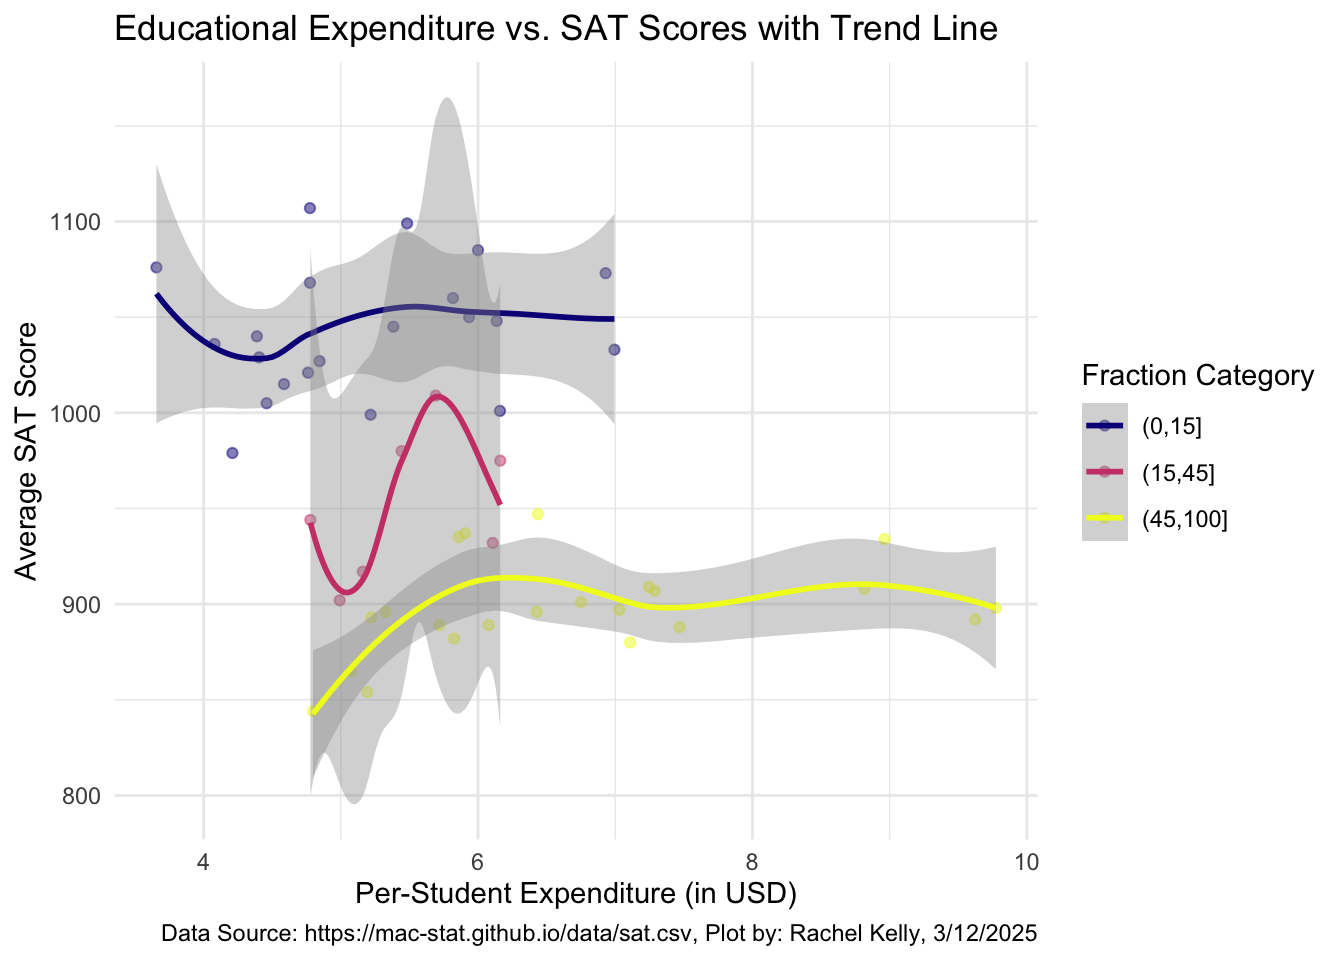 Educational Expenditure vs. SAT Scores with Trend Line
1100
1000
900
800
Average SAT Score
4
6
8
10
Per-Student Expenditure (in USD)
Fraction Category
(0,15]
(15,45]
(45,100]
Data Source: https://mac-stat.github.io/data/sat.csv, Plot by: Rachel Kelly, 3/12/2025